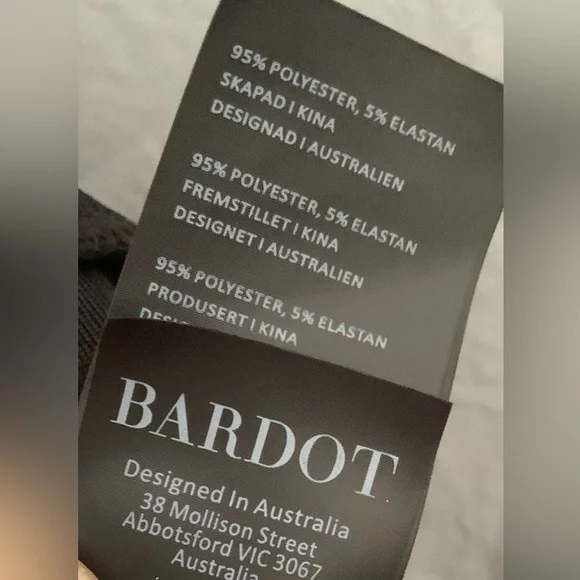 95% POLYESTER, 5% ELASTAN
SKAPAD I KINA
DESIGNAD I AUSTRALIEN
95% POLYESTER, 5% ELASTAN
FREMSTILLET I KINA
DESIGNET I AUSTRALIEN
95% POLYESTER, 5% ELASTAN
PRODUSERT I KINA
BARDOT
Designed In Australia
38 Mollison Street
Abbotsford VIC 3067
Australia